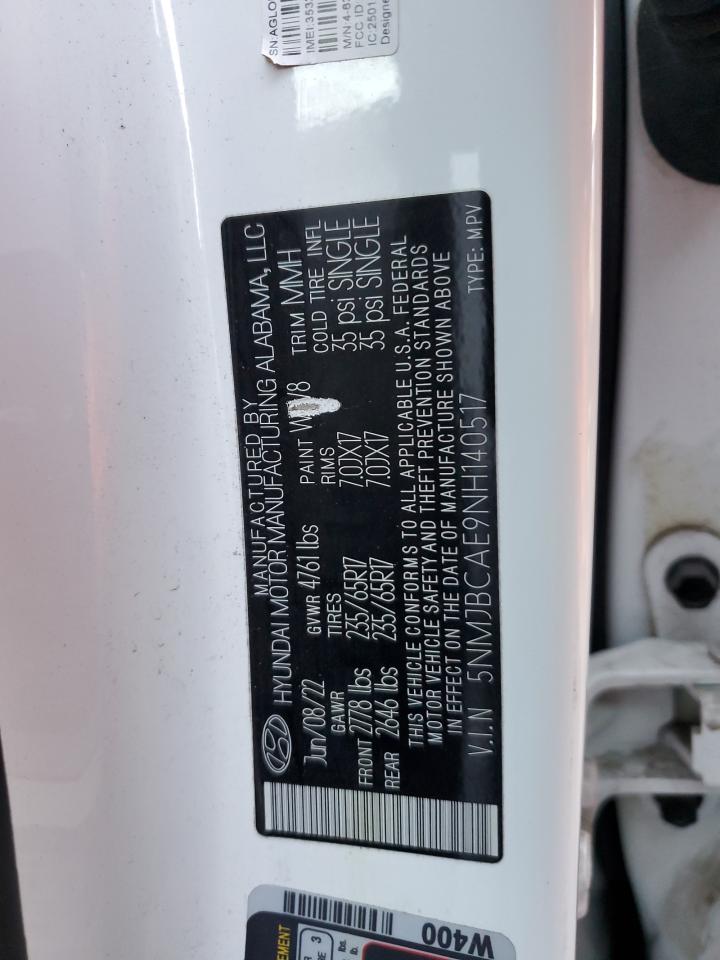 MANUFACTURED BY
HYUNDAI MOTOR MANUFACTURING ALABAMA, LLC
Jun/08/22 GVWR 4761 lbs PAINT TRIM MMH
GAWR TIRES RIMS COLD TIRE INFL
FRONT 2778 lbs 235/65R17 7.0JX17 35 psi SINGLE
REAR 2646 lbs 235/65R17 7.0JX17 35 psi SINGLE
THIS VEHICLE CONFORMS TO ALL APPLICABLE U.S.A. FEDERAL
MOTOR VEHICLE SAFETY AND THEFT PREVENTION STANDARDS
IN EFFECT ON THE DATE OF MANUFACTURE SHOWN ABOVE
V.I.N 5NMJBCAE9NH140517 TYPE: MPV
W400